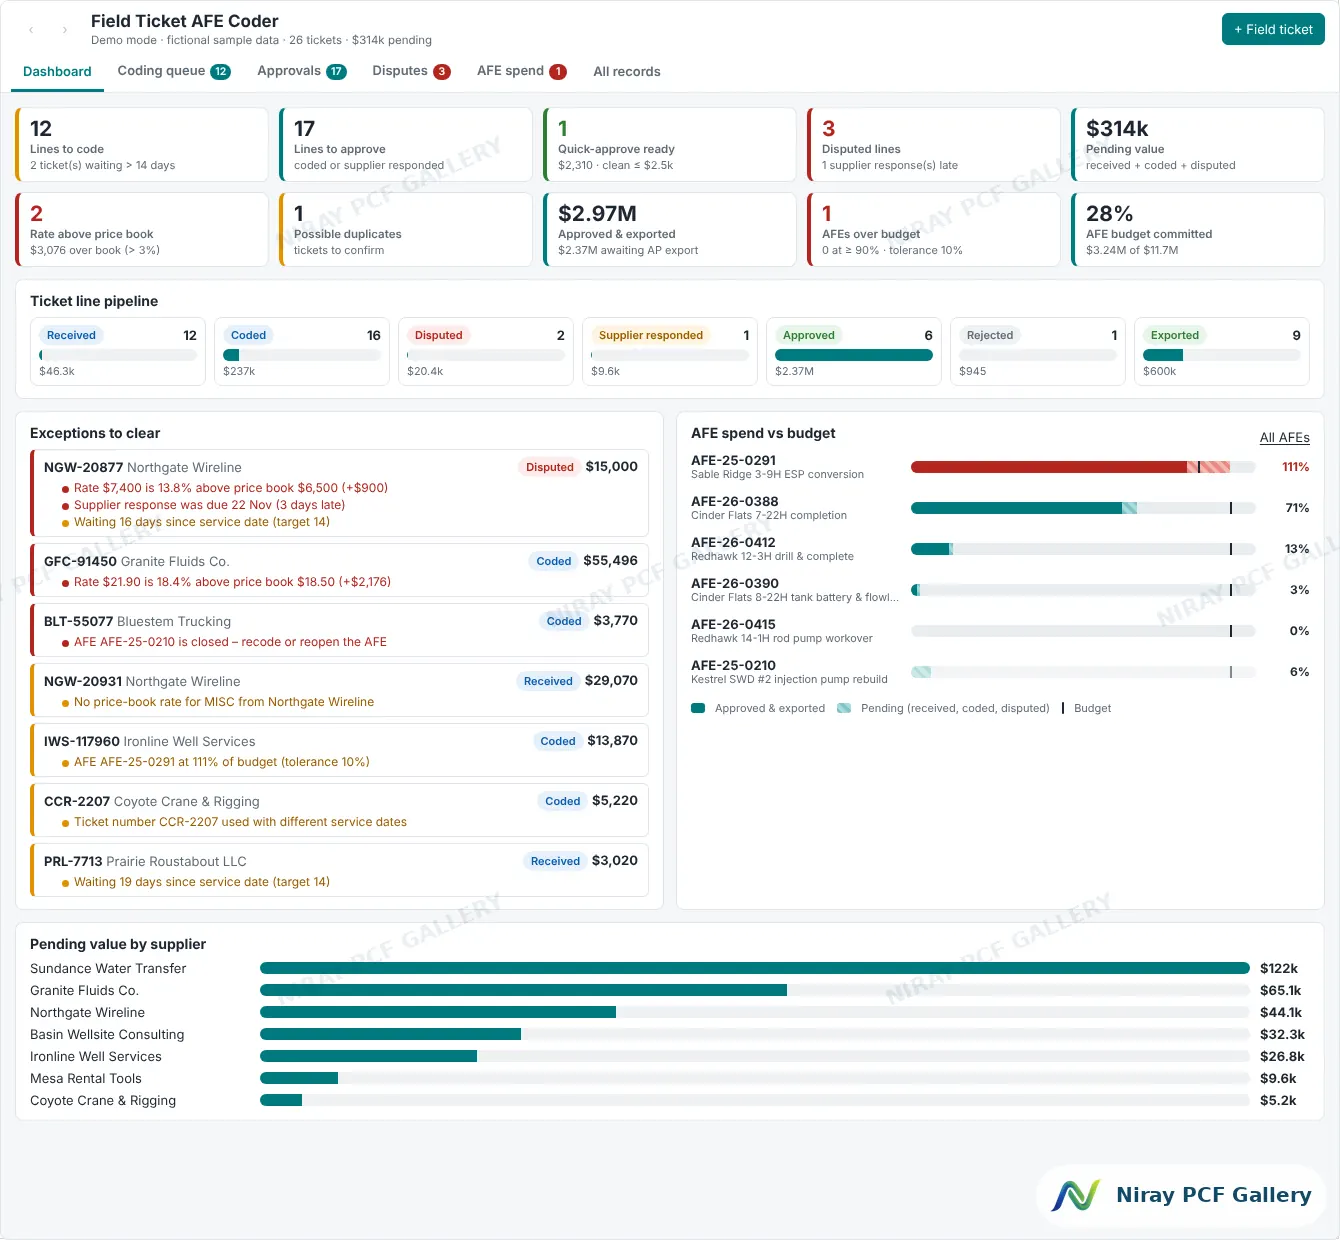 Field Ticket AFE Coder
Demo mode · fictional sample data · 26 tickets · $314k pending
+ Field ticket
Dashboard
Coding queue 12
Approvals 17
Disputes 3
AFE spend 1
All records
12
Lines to code
2 ticket(s) waiting > 14 days
17
Lines to approve
coded or supplier responded
1
Quick-approve ready
$2,310 · clean ≤ $2.5k
3
Disputed lines
1 supplier response(s) late
$314k
Pending value
received + coded + disputed
2
Rate above price book
$3,076 over book (> 3%)
1
Possible duplicates
tickets to confirm
$2.97M
Approved & exported
$2.37M awaiting AP export
1
AFEs over budget
0 at ≥ 90% · tolerance 10%
28%
AFE budget committed
$3.24M of $11.7M
Ticket line pipeline
Received 12
$46.3k
Coded 16
$237k
Disputed 2
$20.4k
Supplier responded 1
$9.6k
Approved 6
$2.37M
Rejected 1
$945
Exported 9
$600k
Exceptions to clear
NGW-20877 Northgate Wireline Disputed $15,000
Rate $7,400 is 13.8% above price book $6,500 (+$900)
Supplier response was due 22 Nov (3 days late)
Waiting 16 days since service date (target 14)
GFC-91450 Granite Fluids Co. Coded $55,496
Rate $21.90 is 18.4% above price book $18.50 (+$2,176)
BLT-55077 Bluestem Trucking Coded $3,770
AFE AFE-25-0210 is closed – recode or reopen the AFE
NGW-20931 Northgate Wireline Received $29,070
No price-book rate for MISC from Northgate Wireline
IWS-117960 Ironline Well Services Coded $13,870
AFE AFE-25-0291 at 111% of budget (tolerance 10%)
CCR-2207 Coyote Crane & Rigging Coded $5,220
Ticket number CCR-2207 used with different service dates
PRL-7713 Prairie Roustabout LLC Received $3,020
Waiting 19 days since service date (target 14)
AFE spend vs budget
All AFEs
AFE-25-0291
Sable Ridge 3-9H ESP conversion
111%
AFE-26-0388
Cinder Flats 7-22H completion
71%
AFE-26-0412
Redhawk 12-3H drill & complete
13%
AFE-26-0390
Cinder Flats 8-22H tank battery & flowl...
3%
AFE-26-0415
Redhawk 14-1H rod pump workover
0%
AFE-25-0210
Kestrel SWD #2 injection pump rebuild
6%
Approved & exported
Pending (received, coded, disputed)
Budget
Pending value by supplier
Sundance Water Transfer $122k
Granite Fluids Co. $65.1k
Northgate Wireline $44.1k
Basin Wellsite Consulting $32.3k
Ironline Well Services $26.8k
Mesa Rental Tools $9.6k
Coyote Crane & Rigging $5.2k
NIRAY PCF GALLERY
NIRAY PCF GALLERY
NIRAY PCF GALLERY
NIRAY PCF GALLERY
NIRAY PCF GALLERY
NIRAY PCF GALLERY
Niray PCF Gallery